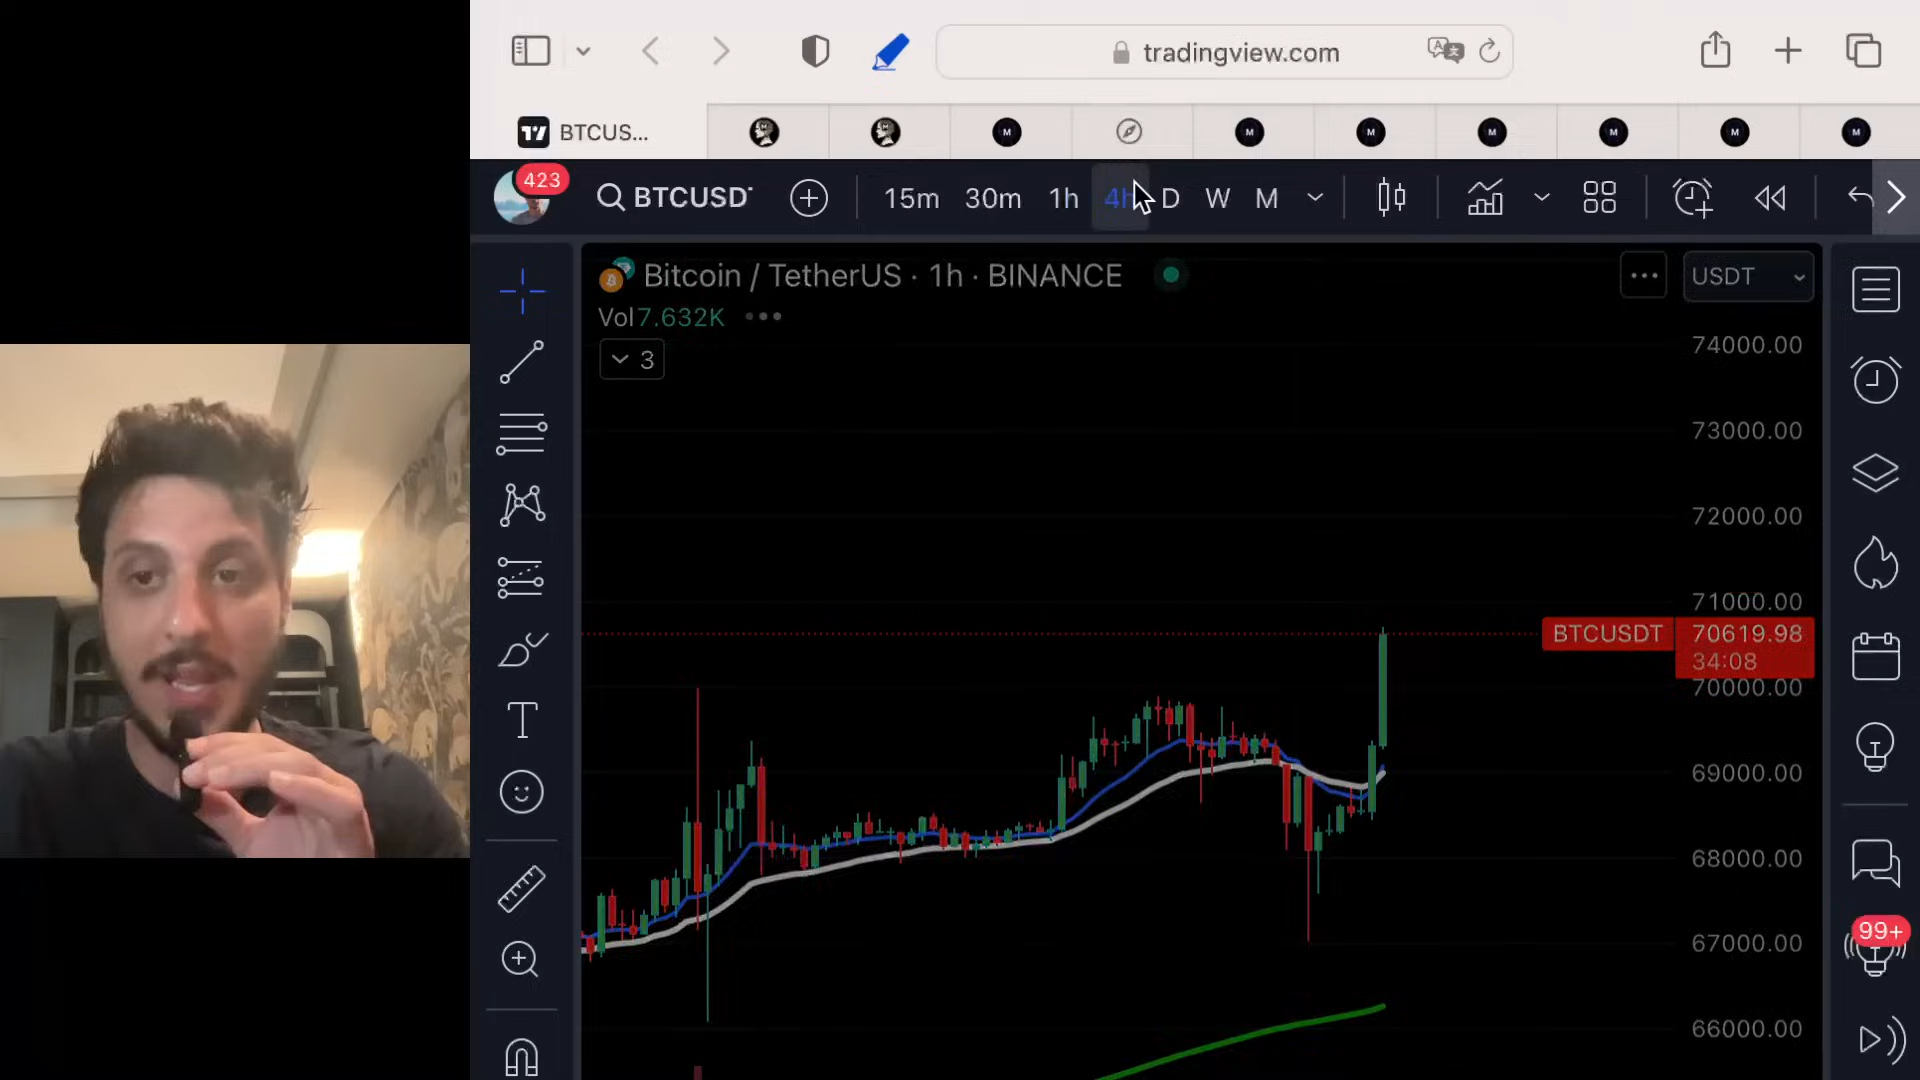 tradingview.com
BTCUS...
M
M
M
M
M
M
M
423
BTCUSDT
15m
30m
1h
4h
D
W
M
Bitcoin / TetherUS · 1h · BINANCE
USDT
Vol 7.632K
3
74000.00
73000.00
72000.00
71000.00
BTCUSDT
70619.98
34:08
70000.00
69000.00
68000.00
67000.00
66000.00
99+